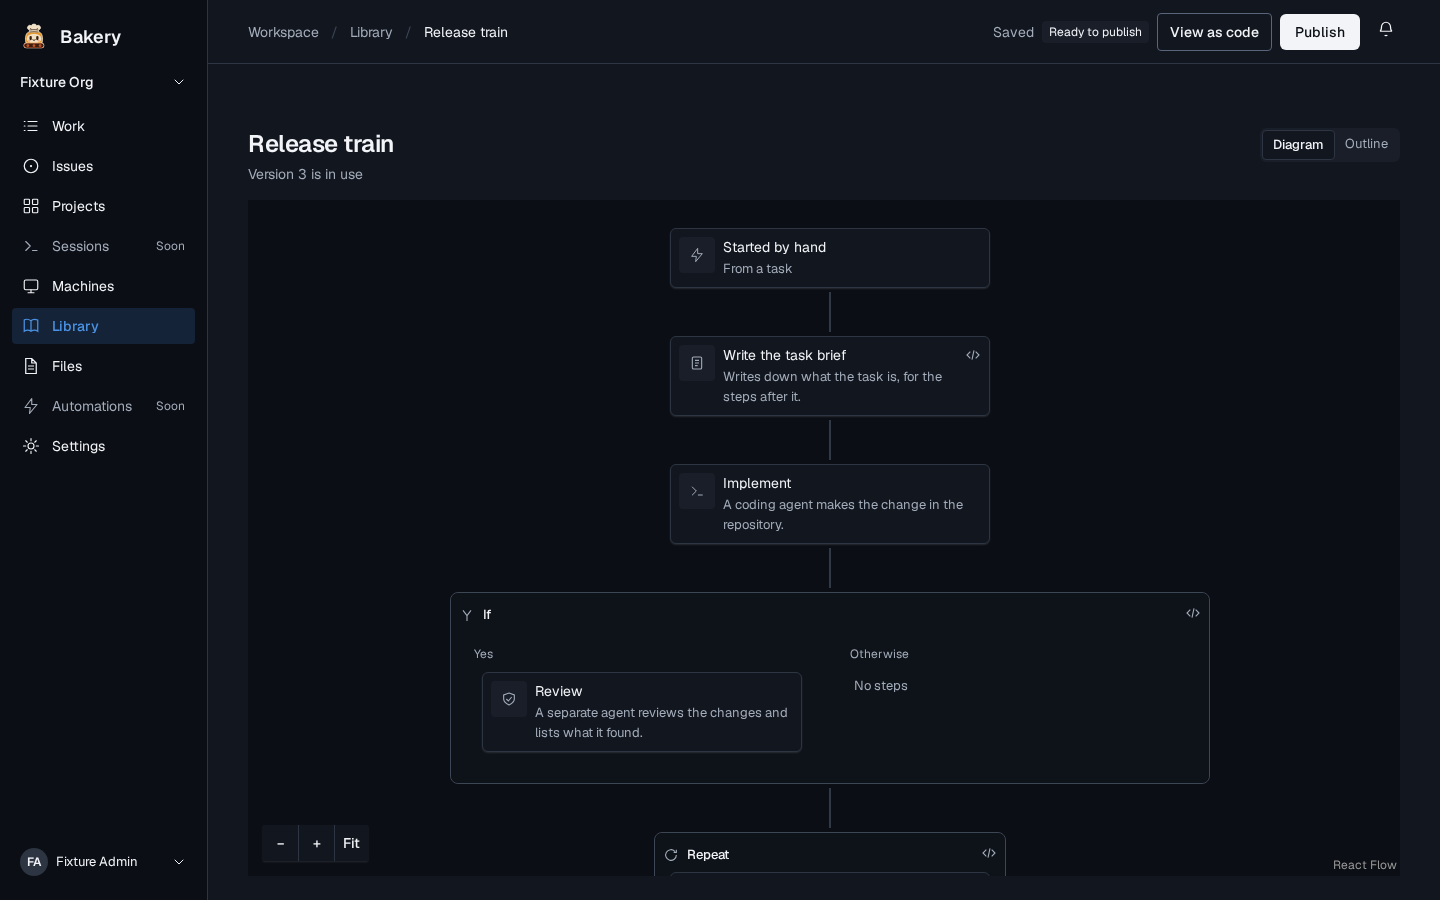 Bakery
Fixture Org
Work
Issues
Projects
Sessions Soon
Machines
Library
Files
Automations Soon
Settings
FA Fixture Admin
Workspace / Library / Release train
Saved Ready to publish View as code Publish
Release train
Version 3 is in use
Diagram Outline
Started by hand
From a task
Write the task brief
Writes down what the task is, for the
steps after it.
Implement
A coding agent makes the change in the
repository.
If
Yes
Otherwise
Review
A separate agent reviews the changes and
lists what it found.
No steps
Repeat
− + Fit
React Flow